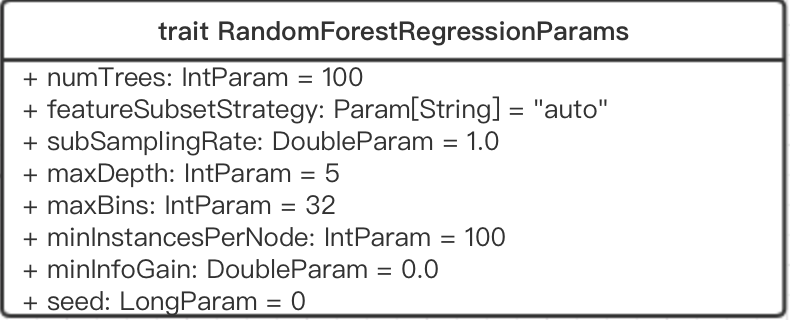 trait RandomForestRegressionParams
+ numTrees: IntParam = 100
+ featureSubsetStrategy: Param[String] = "auto"
+ subSamplingRate: DoubleParam = 1.0
+ maxDepth: IntParam = 5
+ maxBins: IntParam = 32
+ minInstancesPerNode: IntParam = 100
+ minInfoGain: DoubleParam = 0.0
+ seed: LongParam = 0